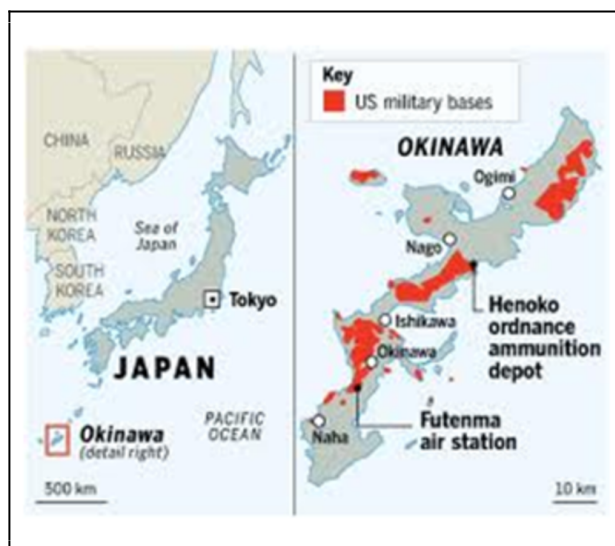 CHINA
RUSSIA
NORTH
KOREA
SOUTH
KOREA
Sea of
Japan
Tokyo
JAPAN
PACIFIC
OCEAN
Okinawa
(detail right)
500 km
Key
US military bases
OKINAWA
Ogimi
Nago
Henoko
ordnance
ammunition
depot
Ishikawa
Okinawa
Futenma
air station
Naha
10 km